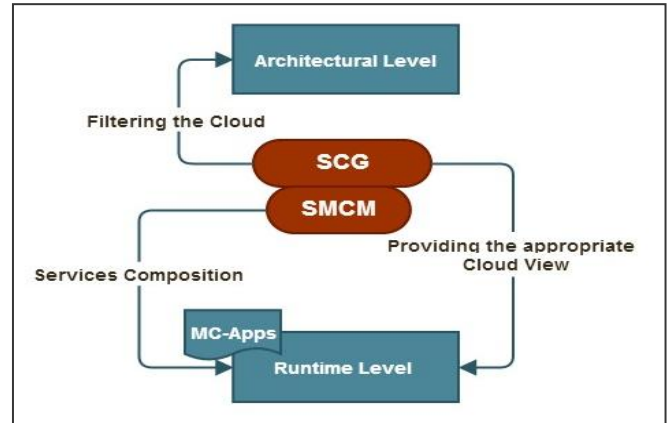 Architectural Level
Filtering the Cloud
SCG
SMCM
Providing the appropriate
Cloud View
Services Composition
MC-Apps
Runtime Level